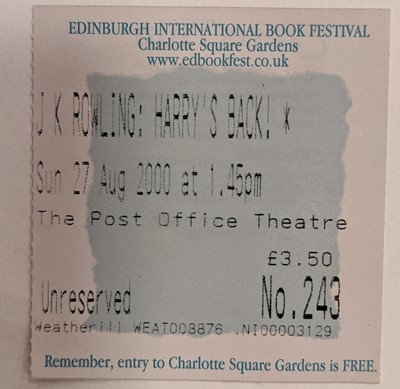 EDINBURGH INTERNATIONAL BOOK FESTIVAL
Charlotte Square Gardens
www.edbookfest.co.uk
J K ROWLING: HARRY'S BACK! *
Sun 27 Aug 2000 at 1.45pm
The Post Office Theatre
£3.50
Unreserved No.243
Weatherill WEAT008876 .NI00003129
Remember, entry to Charlotte Square Gardens is FREE.